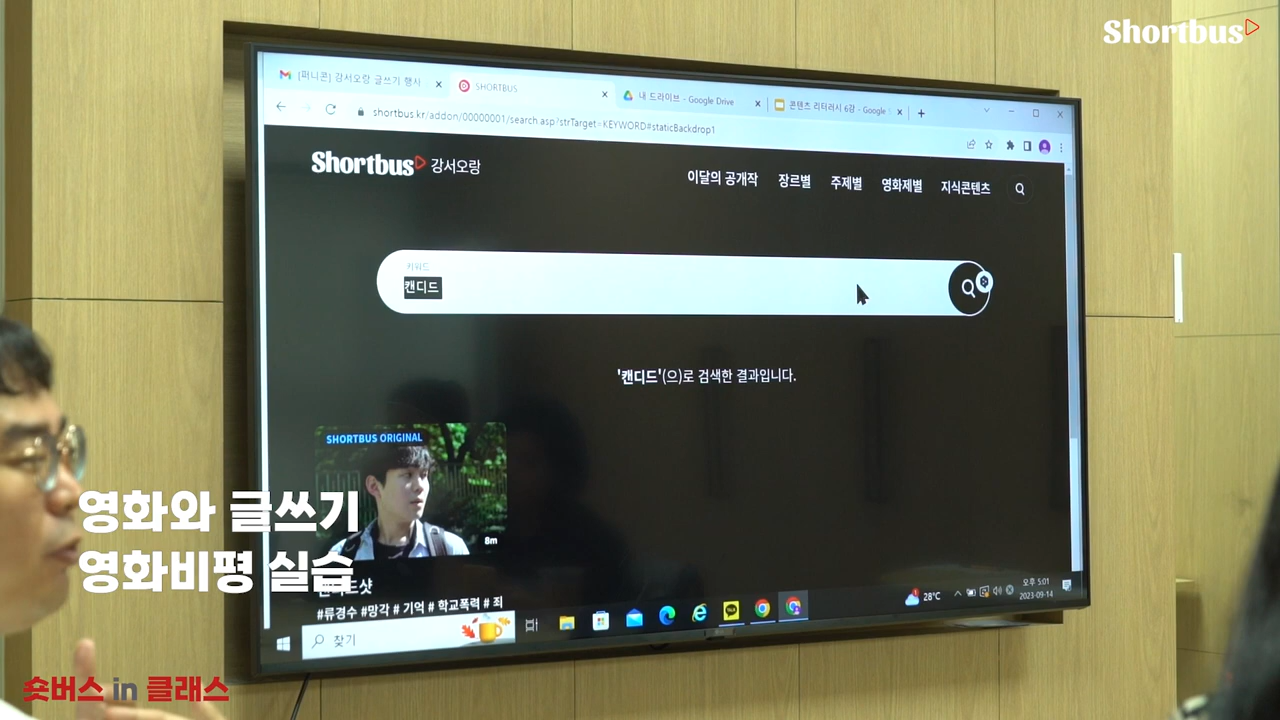 Shortbus
[퍼니콘] 강서오랑 글쓰기 행사
SHORTBUS
내 드라이브 - Google Drive
콘텐츠 리터러시 6강 - Google S
shortbus.kr/addon/00000001/search.asp?strTarget=KEYWORD#staticBackdrop1
Shortbus 강서오랑
이달의 공개작 장르별 주제별 영화제별 지식콘텐츠
키워드
캔디드
'캔디드'(으)로 검색한 결과입니다.
SHORTBUS ORIGINAL
8m
영화와 글쓰기
영화비평 실습
드샷
#류경수 #망각 # 기억 # 학교폭력 # 죄
찾기
28°C
오후 5:01
2023-09-14
숏버스 in 클래스